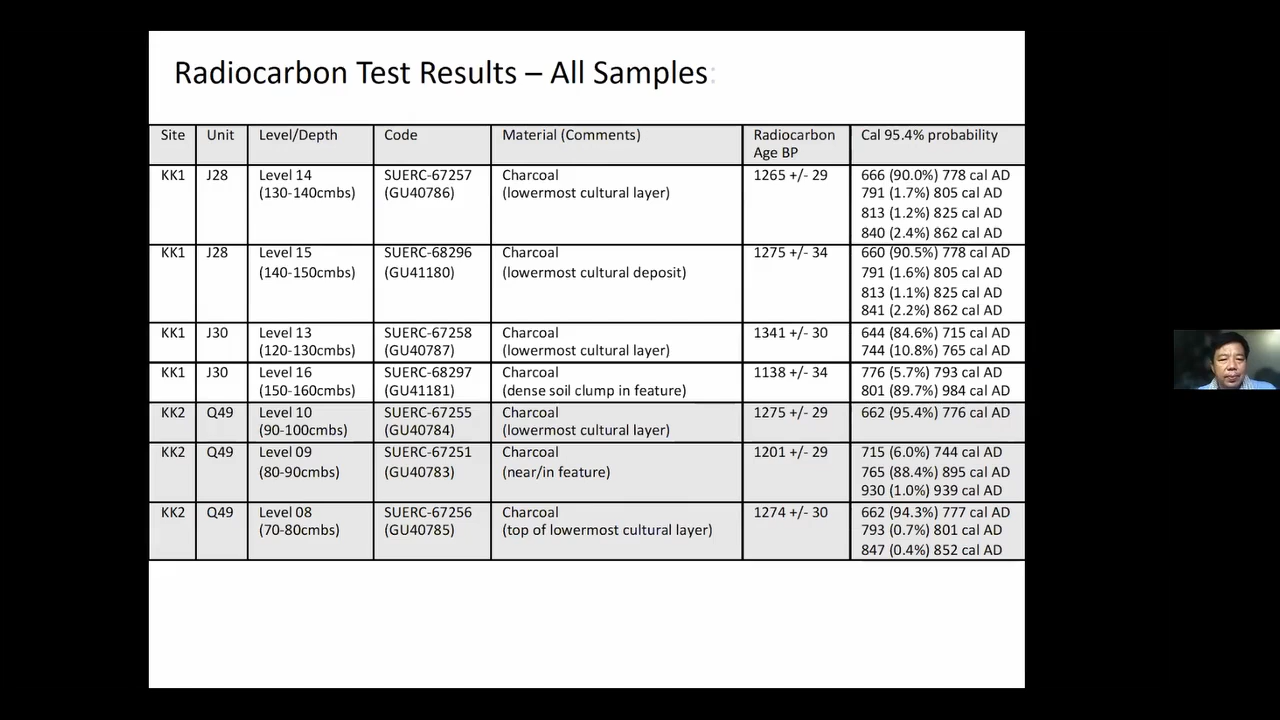 Radiocarbon Test Results – All Samples:
Site Unit Level/Depth Code Material (Comments) Radiocarbon Age BP Cal 95.4% probability
KK1 J28 Level 14 SUERC-67257 Charcoal 1265 +/- 29 666 (90.0%) 778 cal AD
(130-140cmbs) (GU40786) (lowermost cultural layer) 791 (1.7%) 805 cal AD
813 (1.2%) 825 cal AD
840 (2.4%) 862 cal AD
KK1 J28 Level 15 SUERC-68296 Charcoal 1275 +/- 34 660 (90.5%) 778 cal AD
(140-150cmbs) (GU41180) (lowermost cultural deposit) 791 (1.6%) 805 cal AD
813 (1.1%) 825 cal AD
841 (2.2%) 862 cal AD
KK1 J30 Level 13 SUERC-67258 Charcoal 1341 +/- 30 644 (84.6%) 715 cal AD
(120-130cmbs) (GU40787) (lowermost cultural layer) 744 (10.8%) 765 cal AD
KK1 J30 Level 16 SUERC-68297 Charcoal 1138 +/- 34 776 (5.7%) 793 cal AD
(150-160cmbs) (GU41181) (dense soil clump in feature) 801 (89.7%) 984 cal AD
KK2 Q49 Level 10 SUERC-67255 Charcoal 1275 +/- 29 662 (95.4%) 776 cal AD
(90-100cmbs) (GU40784) (lowermost cultural layer)
KK2 Q49 Level 09 SUERC-67251 Charcoal 1201 +/- 29 715 (6.0%) 744 cal AD
(80-90cmbs) (GU40783) (near/in feature) 765 (88.4%) 895 cal AD
930 (1.0%) 939 cal AD
KK2 Q49 Level 08 SUERC-67256 Charcoal 1274 +/- 30 662 (94.3%) 777 cal AD
(70-80cmbs) (GU40785) (top of lowermost cultural layer) 793 (0.7%) 801 cal AD
847 (0.4%) 852 cal AD